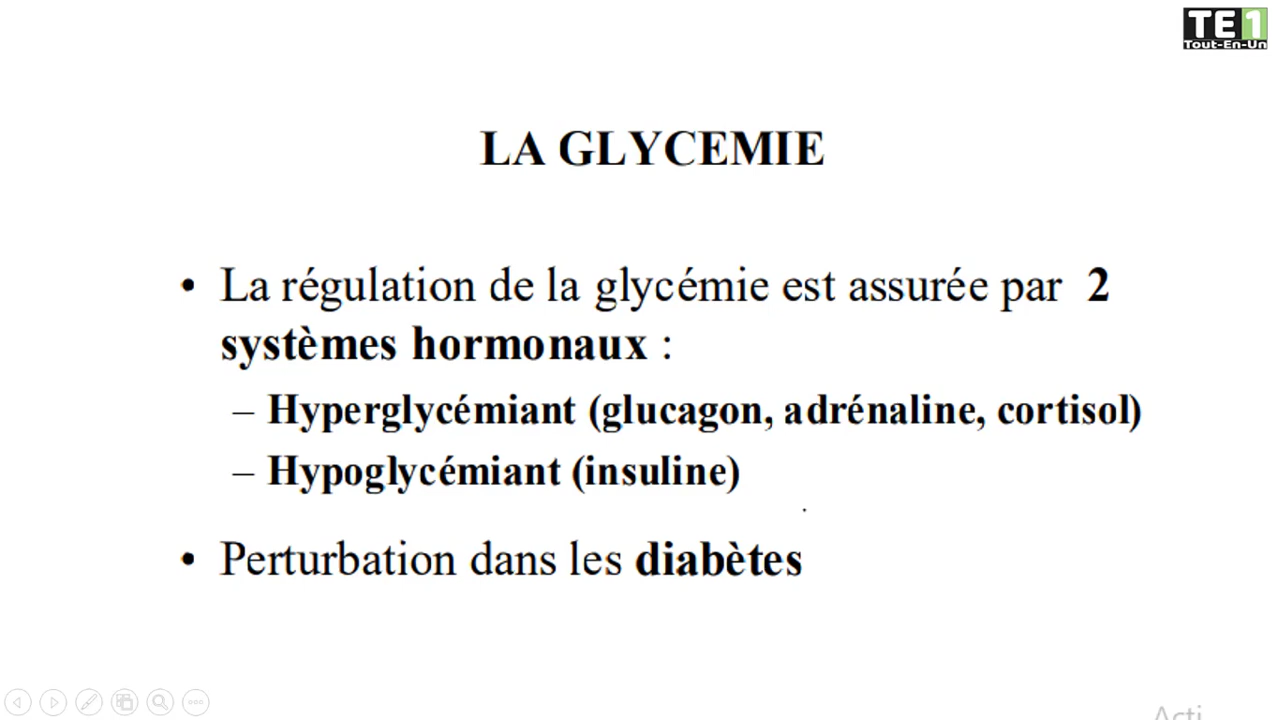 TE1
Tout-En-Un
LA GLYCEMIE
• La régulation de la glycémie est assurée par 2
systèmes hormonaux :
– Hyperglycémiant (glucagon, adrénaline, cortisol)
– Hypoglycémiant (insuline)
• Perturbation dans les diabètes
Acti